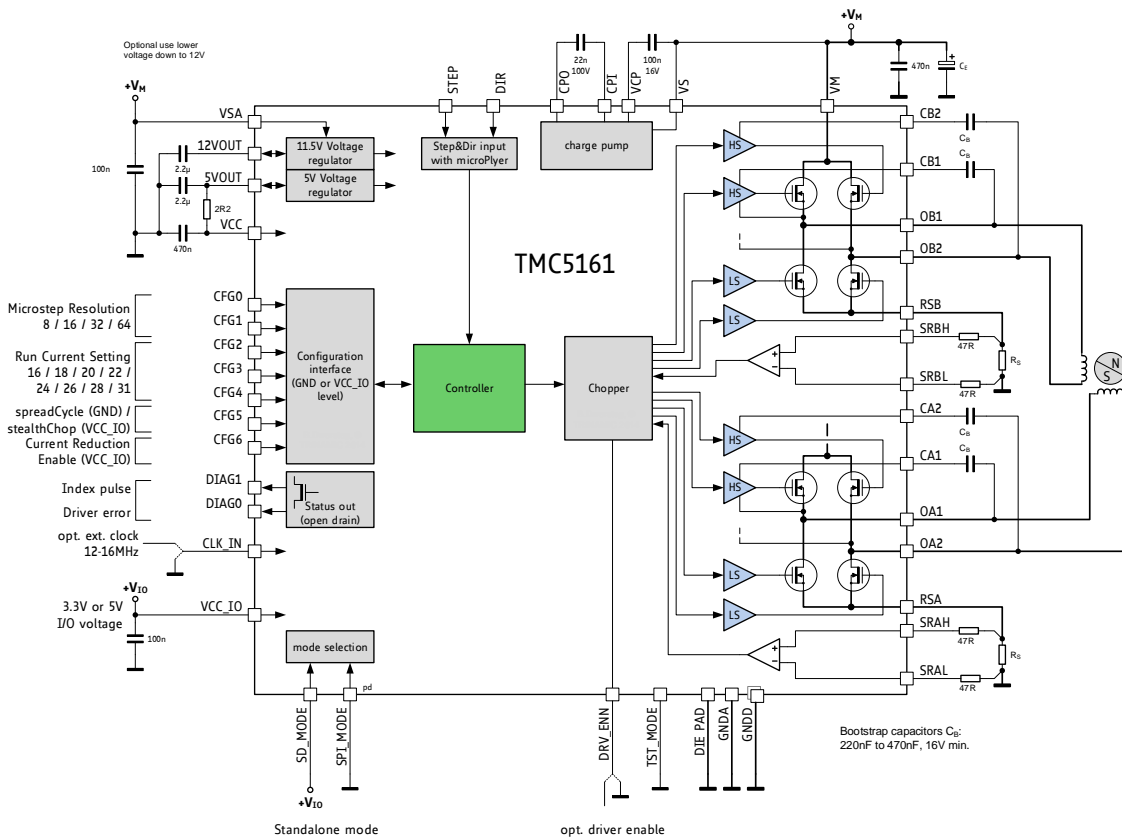 Optional use lower
voltage down to 12V
+VM
VSA
12VOUT
5VOUT
VCC
100n
2.2µ
2.2µ
2R2
470n
11.5V Voltage
regulator
5V Voltage
regulator
STEP
DIR
Step&Dir input
with microPlyer
CPO
22n
100V
CPI
VCP
100n
16V
VS
charge pump
+VM
VM
470n
CE
TMC5161
HS
HS
LS
LS
CB2
CB
CB1
CB
OB1
OB2
RSB
SRBH
47R
RS
SRBL
47R
N
S
Microstep Resolution
8 / 16 / 32 / 64
Run Current Setting
16 / 18 / 20 / 22 /
24 / 26 / 28 / 31
spreadCycle (GND) /
stealthChop (VCC_IO)
Current Reduction
Enable (VCC_IO)
Index pulse
Driver error
opt. ext. clock
12-16MHz
CFG0
CFG1
CFG2
CFG3
CFG4
CFG5
CFG6
DIAG1
DIAG0
CLK_IN
Configuration
interface
(GND or VCC_IO
level)
Controller
Chopper
Status out
(open drain)
+
−
HS
HS
LS
LS
CA2
CB
CA1
CB
OA1
OA2
RSA
SRAH
47R
RS
SRAL
47R
+
−
+VIO
3.3V or 5V
I/O voltage
VCC_IO
100n
mode selection
pd
SD_MODE
SPI_MODE
DRV_ENN
TST_MODE
DIE PAD
GNDA
GNDD
+VIO
Bootstrap capacitors CB:
220nF to 470nF, 16V min.
Standalone mode
opt. driver enable